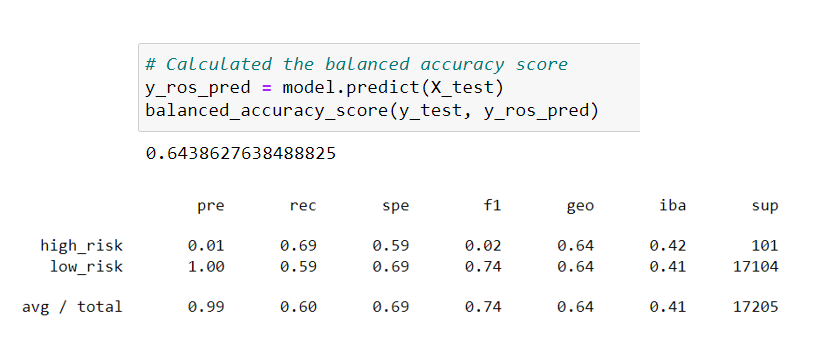 # Calculated the balanced accuracy score
y_ros_pred = model.predict(X_test)
balanced_accuracy_score(y_test, y_ros_pred)
0.6438627638488825
pre rec spe f1 geo iba sup
high_risk 0.01 0.69 0.59 0.02 0.64 0.42 101
low_risk 1.00 0.59 0.69 0.74 0.64 0.41 17104
avg / total 0.99 0.60 0.69 0.74 0.64 0.41 17205